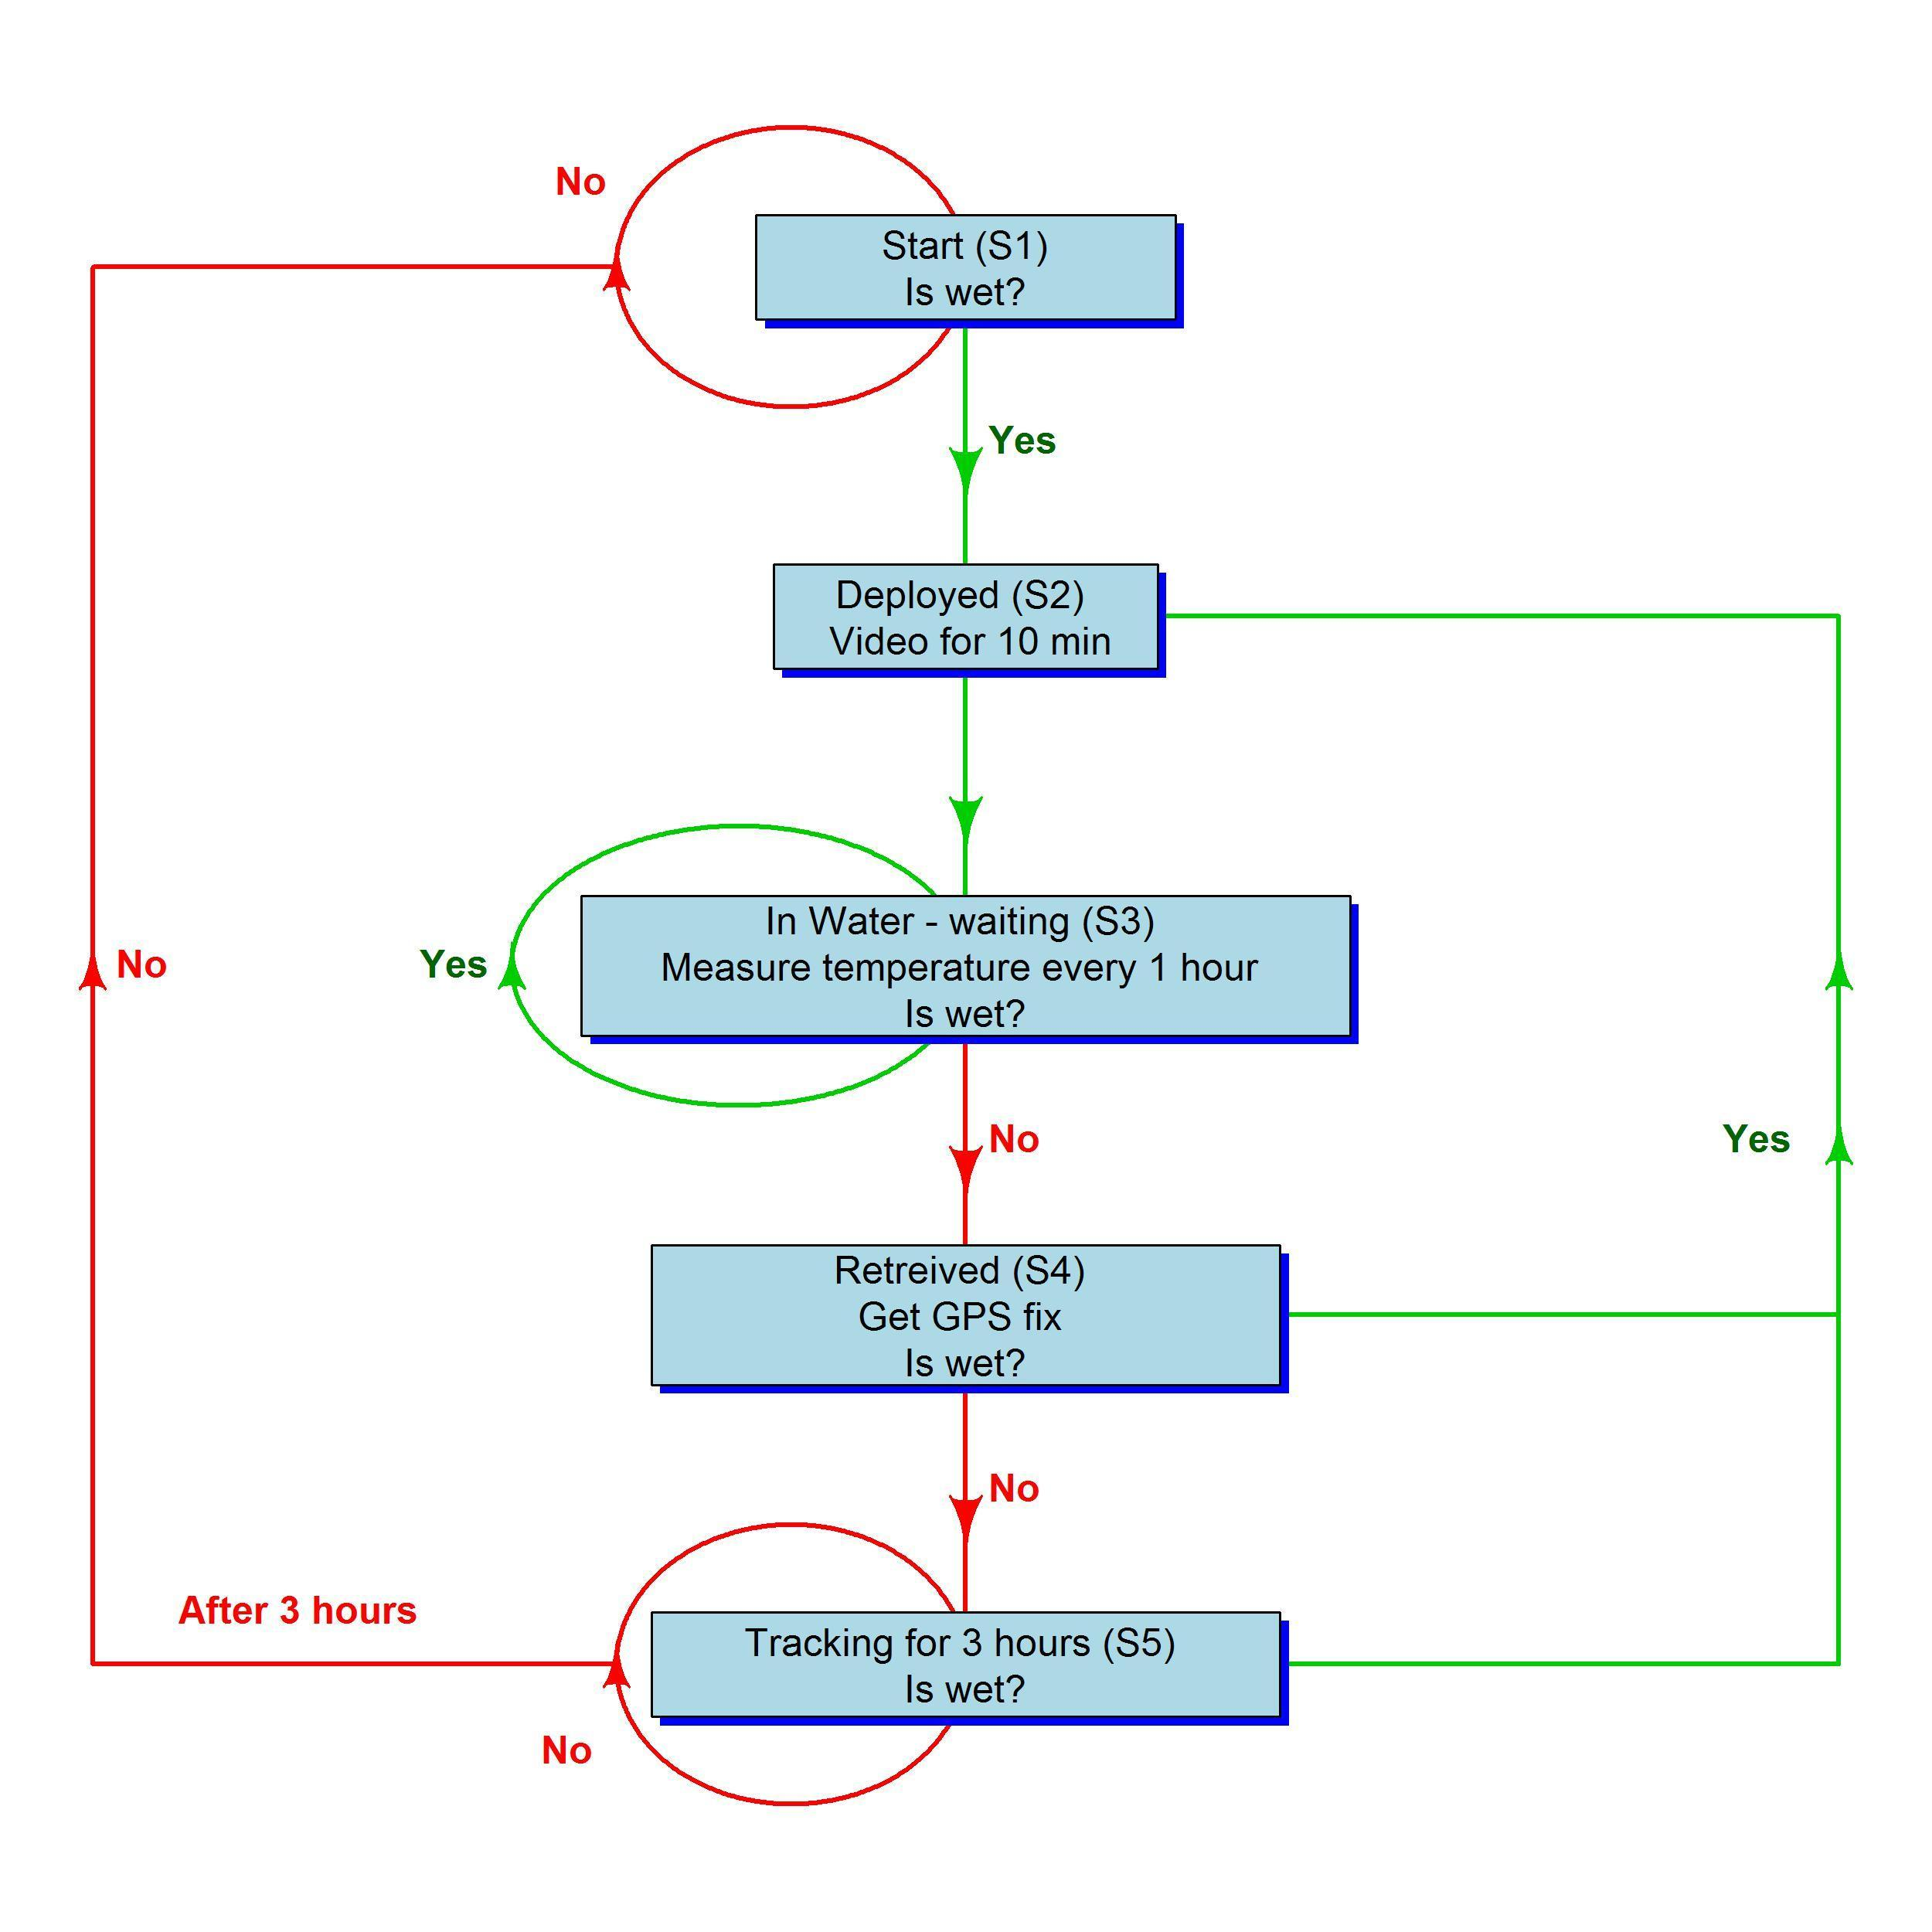 No
Start (S1)
Is wet?
Yes
Deployed (S2)
Video for 10 min
In Water - waiting (S3)
Measure temperature every 1 hour
Is wet?
No
Yes
No
Yes
Retreived (S4)
Get GPS fix
Is wet?
No
After 3 hours
Tracking for 3 hours (S5)
Is wet?
No